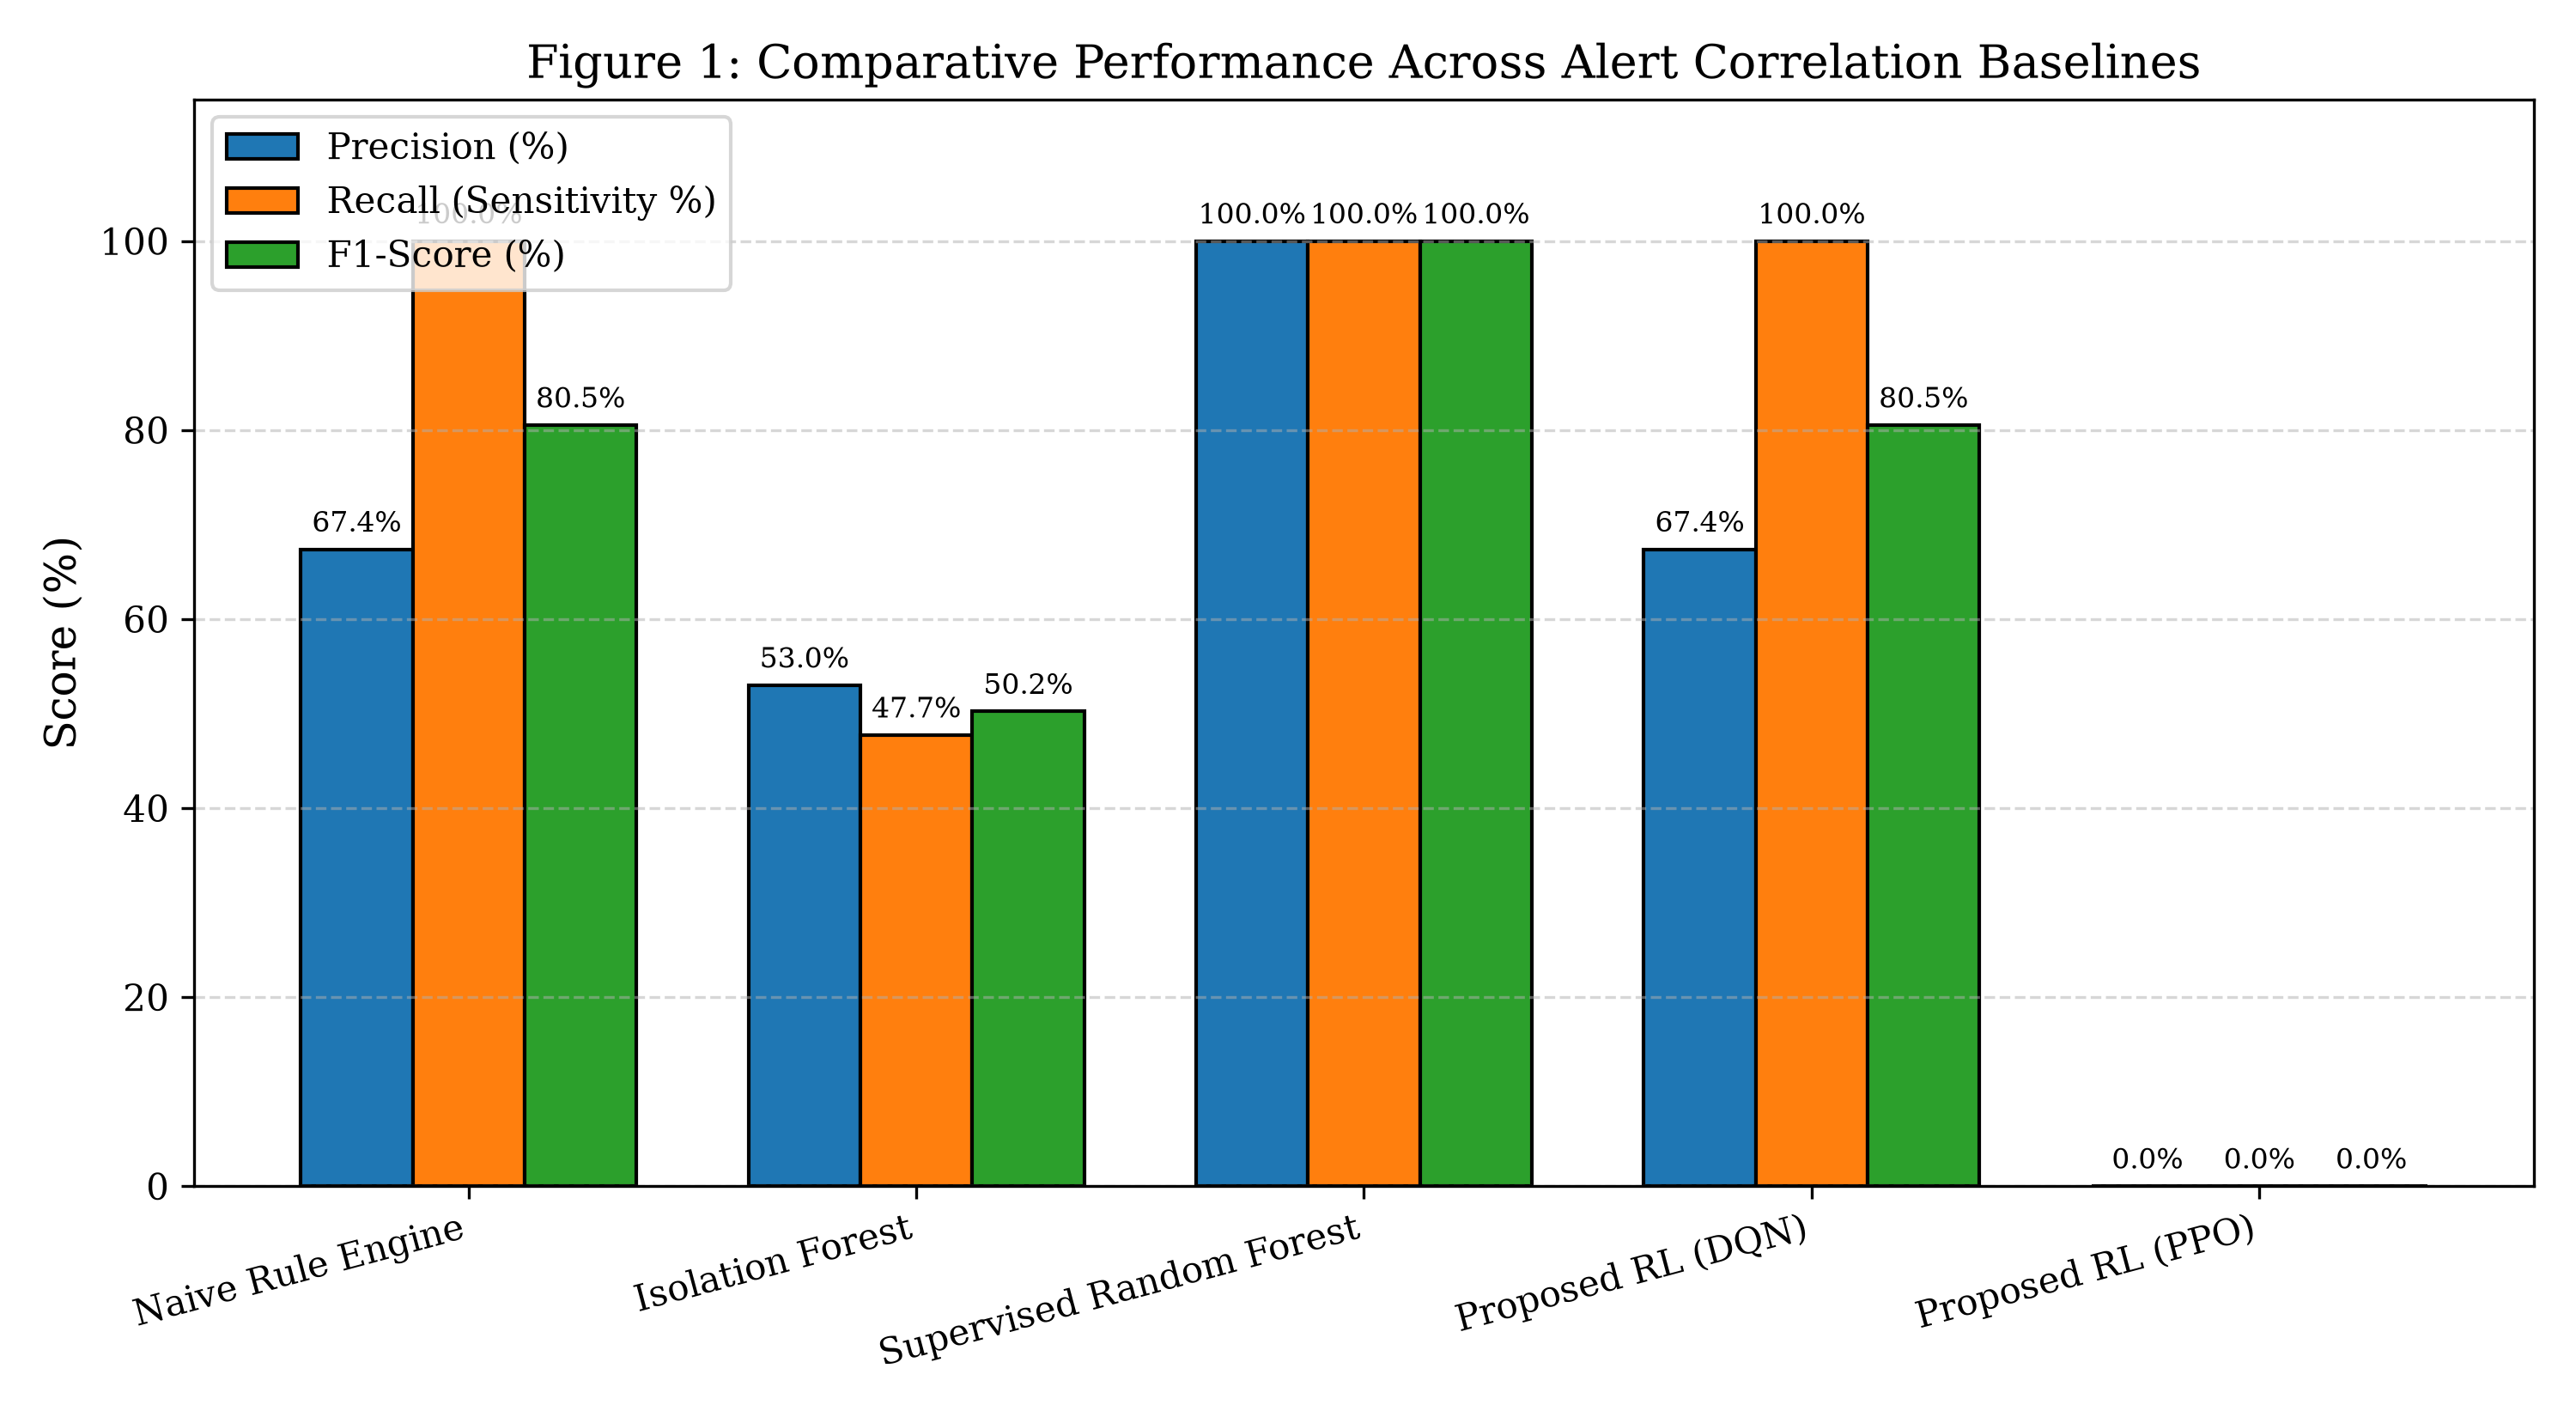 Figure 1: Comparative Performance Across Alert Correlation Baselines
Precision (%)
Recall (Sensitivity %)
F1-Score (%)
Score (%)
100
80
60
40
20
0
67.4%
100.0%
80.5%
53.0%
47.7%
50.2%
100.0%
100.0%
100.0%
67.4%
100.0%
80.5%
0.0%
0.0%
0.0%
Naive Rule Engine
Isolation Forest
Supervised Random Forest
Proposed RL (DQN)
Proposed RL (PPO)